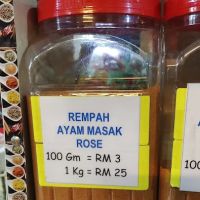 REMPAH
AYAM MASAK
ROSE
100 Gm = RM 3
1 Kg = RM 25